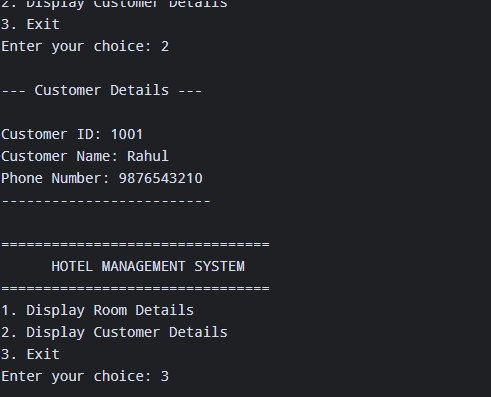 2. Display Customer Details
3. Exit
Enter your choice: 2
--- Customer Details ---
Customer ID: 1001
Customer Name: Rahul
Phone Number: 9876543210
-------------------------
================================
HOTEL MANAGEMENT SYSTEM
================================
1. Display Room Details
2. Display Customer Details
3. Exit
Enter your choice: 3